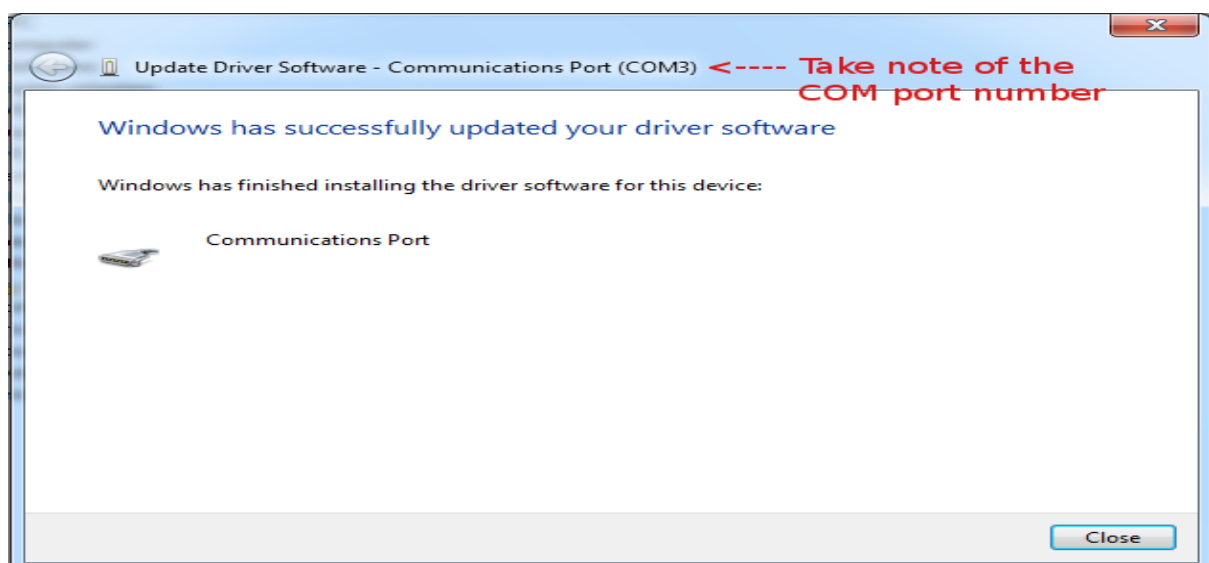 Update Driver Software - Communications Port (COM3) <---- Take note of the
COM port number
Windows has successfully updated your driver software
Windows has finished installing the driver software for this device:
Communications Port
Close